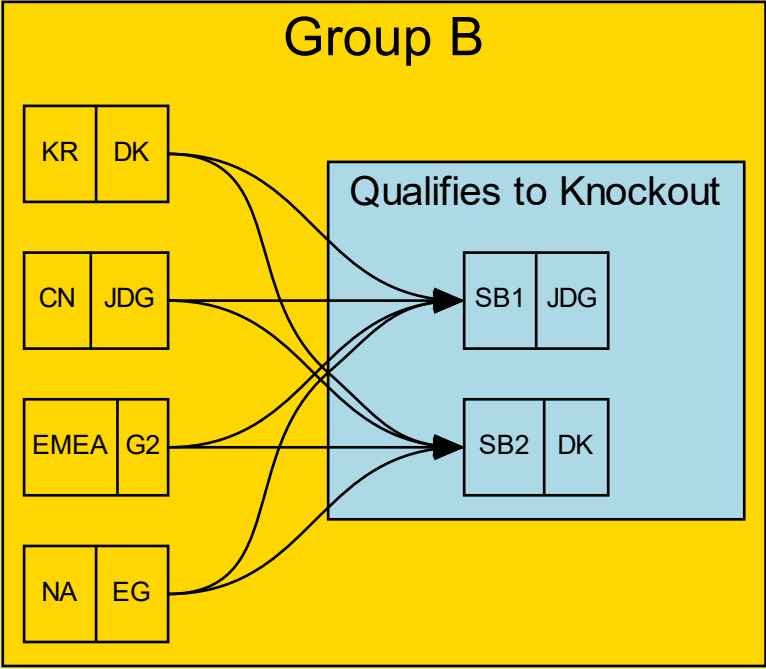 Group B
KR DK
Qualifies to Knockout
CN JDG
SB1 JDG
EMEA G2
SB2 DK
NA EG